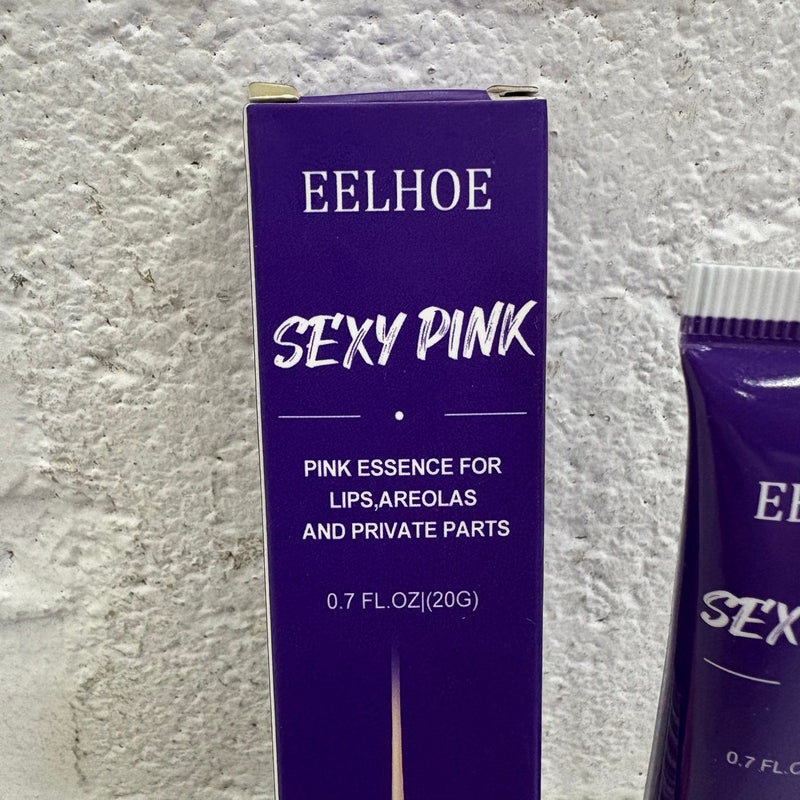 EELHOE
SEXY PINK
PINK ESSENCE FOR
LIPS,AREOLAS
AND PRIVATE PARTS
0.7 FL.OZ|(20G)